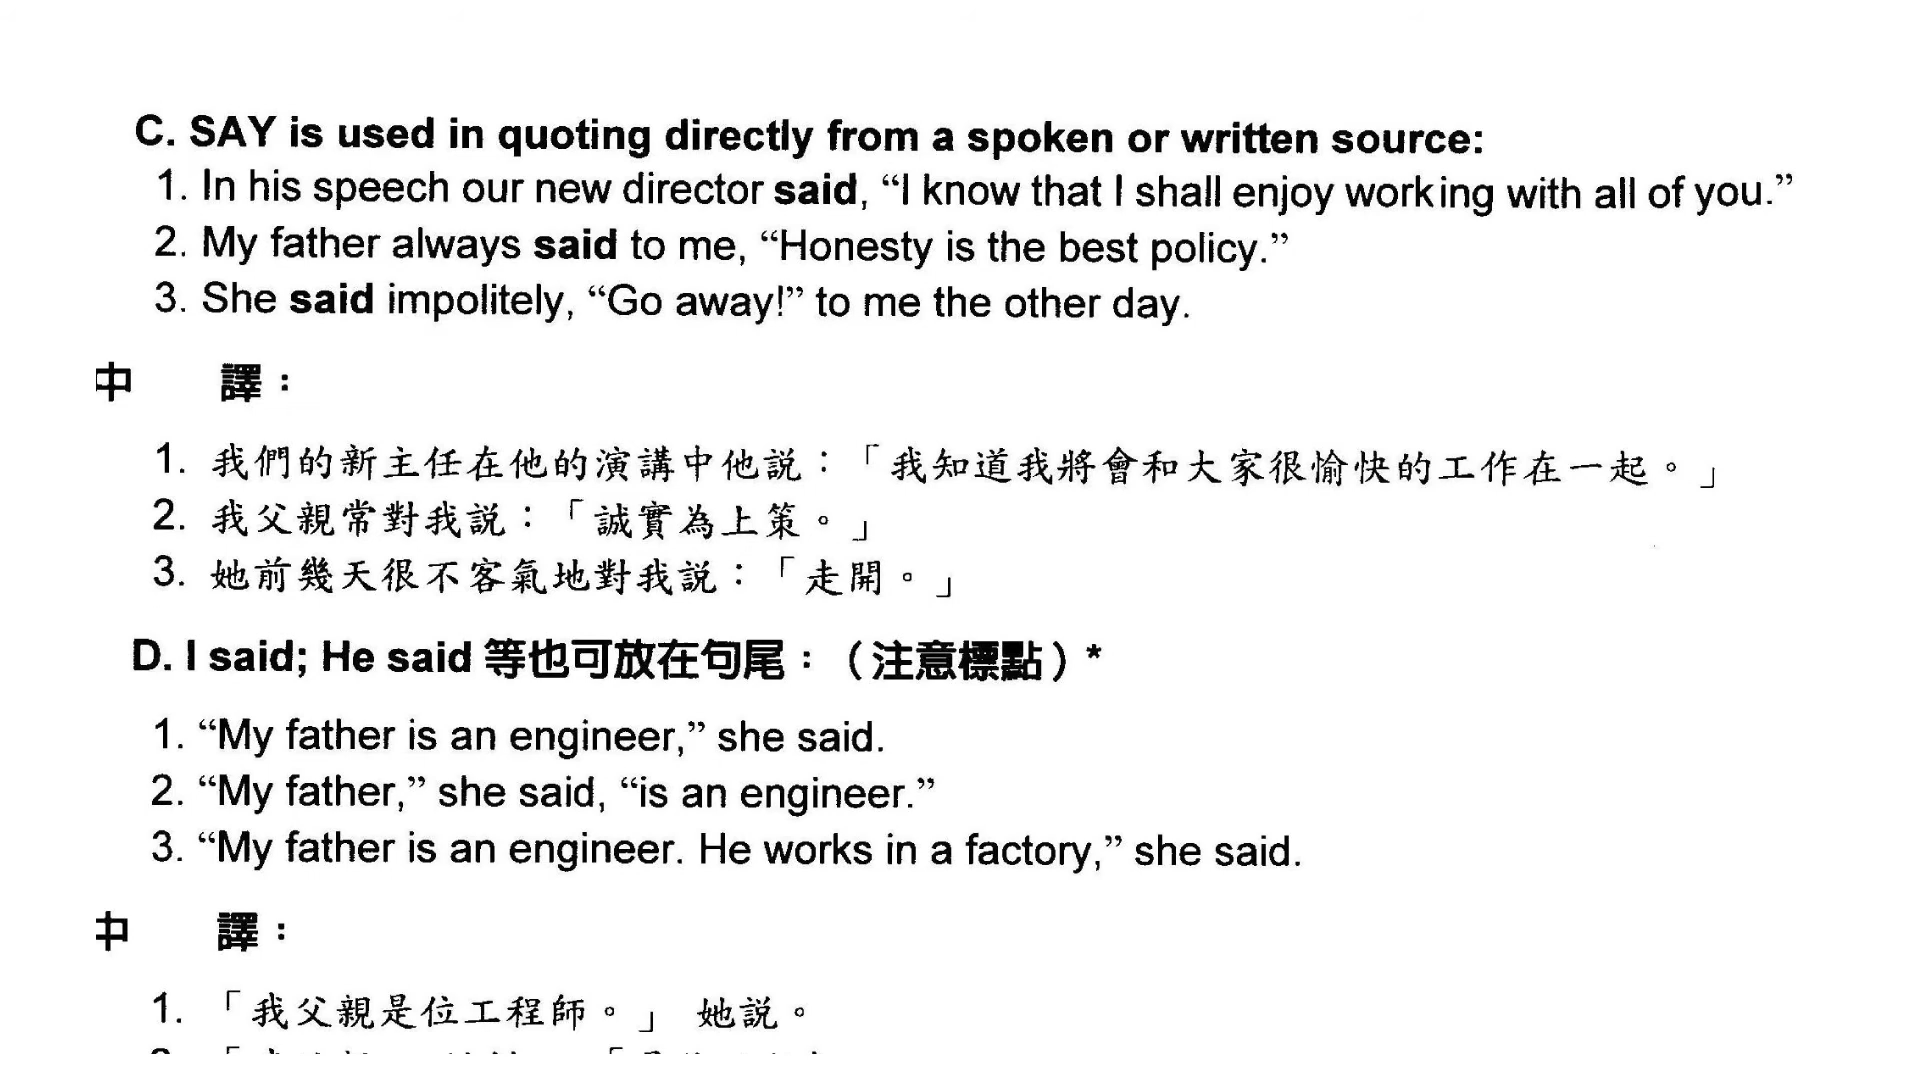 C. SAY is used in quoting directly from a spoken or written source:
1. In his speech our new director said, “I know that I shall enjoy working with all of you.”
2. My father always said to me, “Honesty is the best policy.”
3. She said impolitely, “Go away!” to me the other day.
中 譯：
1. 我們的新主任在他的演講中他説：「我知道我將會和大家很愉快的工作在一起。」
2. 我父親常對我説：「誠實為上策。」
3. 她前幾天很不客氣地對我説：「走開。」
D. I said; He said 等也可放在句尾：（注意標點）*
1. “My father is an engineer,” she said.
2. “My father,” she said, “is an engineer.”
3. “My father is an engineer. He works in a factory,” she said.
中 譯：
1. 「我父親是位工程師。」 她説。